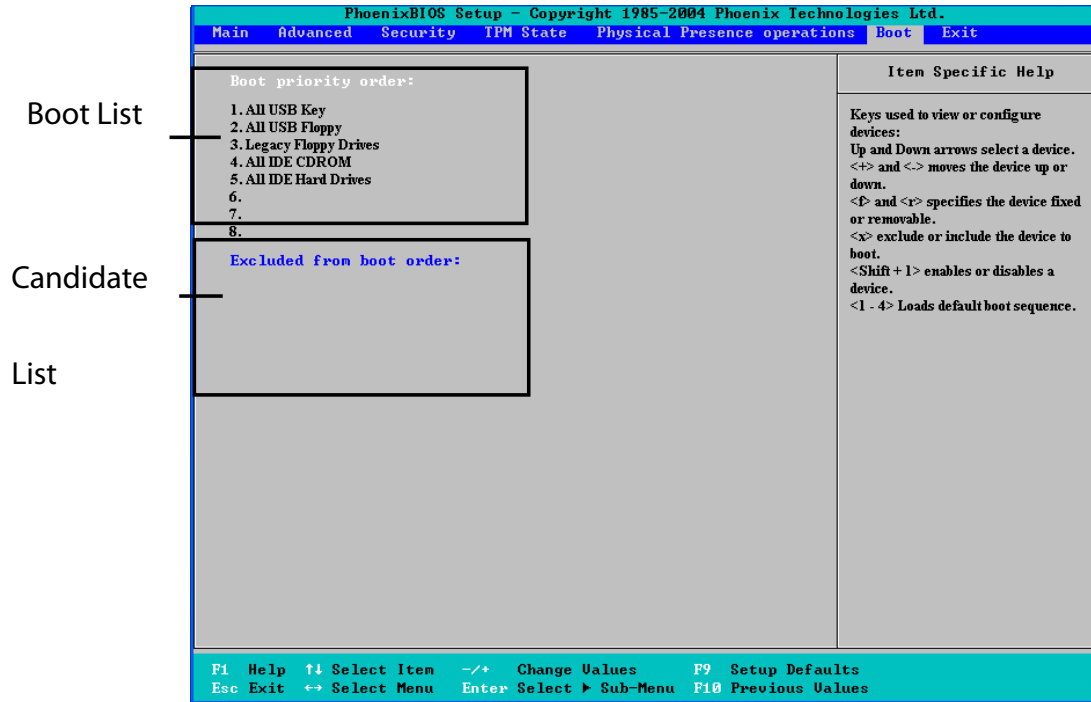 PhoenixBIOS Setup - Copyright 1985-2004 Phoenix Technologies Ltd.
Main Advanced Security TPM State Physical Presence operations Boot Exit
Boot priority order:
1. All USB Key
2. All USB Floppy
3. Legacy Floppy Drives
4. All IDE CDROM
5. All IDE Hard Drives
6.
7.
8.
Excluded from boot order:
Boot List
Candidate
List
Item Specific Help
Keys used to view or configure
devices:
Up and Down arrows select a device.
<+> and <-> moves the device up or
down.
<f> and <r> specifies the device fixed
or removable.
<x> exclude or include the device to
boot.
<Shift + 1> enables or disables a
device.
<1 - 4> Loads default boot sequence.
F1 Help ↑↓ Select Item -/+ Change Values F9 Setup Defaults
Esc Exit ↔ Select Menu Enter Select ▶ Sub-Menu F10 Previous Values